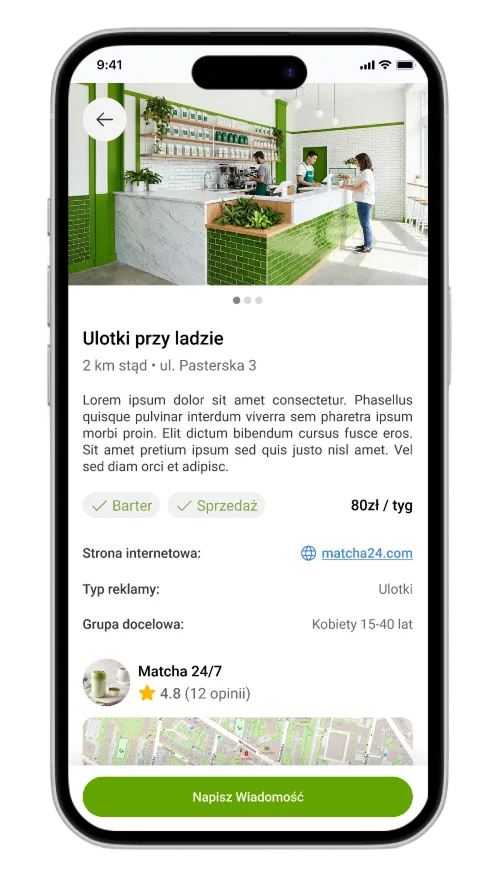 9:41
Ulotki przy ladzie
2 km stąd • ul. Pasterska 3
Lorem ipsum dolor sit amet consectetur. Phasellus
quisque pulvinar interdum viverra sem pharetra ipsum
morbi proin. Elit dictum bibendum cursus fusce eros.
Sit amet pretium ipsum sed quis justo nisl amet. Vel
sed diam orci et adipisc.
Barter Sprzedaż 80zł / tyg
Strona internetowa: matcha24.com
Typ reklamy: Ulotki
Grupa docelowa: Kobiety 15-40 lat
Matcha 24/7
4.8 (12 opinii)
Napisz Wiadomość